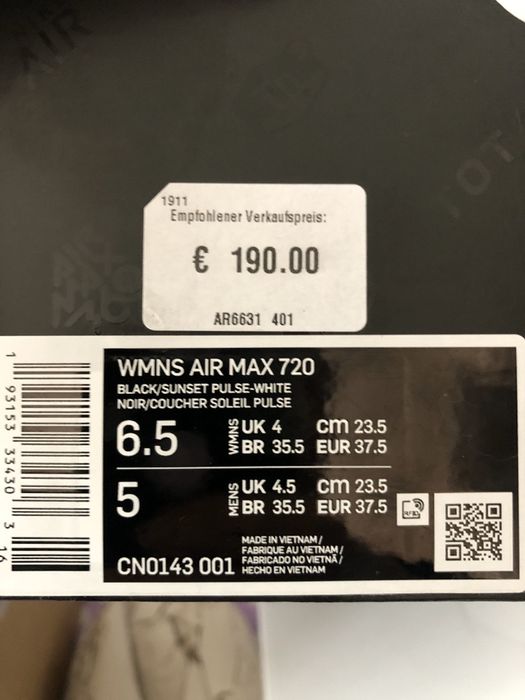 AIR
1911
Empfohlener Verkaufspreis:
€ 190.00
AR6631 401
WMNS AIR MAX 720
BLACK/SUNSET PULSE-WHITE
NOIR/COUCHER SOLEIL PULSE
6.5 WMNS UK 4 cm 23.5
BR 35.5 EUR 37.5
5 MENS UK 4.5 cm 23.5
BR 35.5 EUR 37.5
CN0143 001
MADE IN VIETNAM /
FABRIQUE AU VIETNAM /
FABRICADO NO VIETNÃ /
HECHO EN VIETNAM
1 93153 33430 3